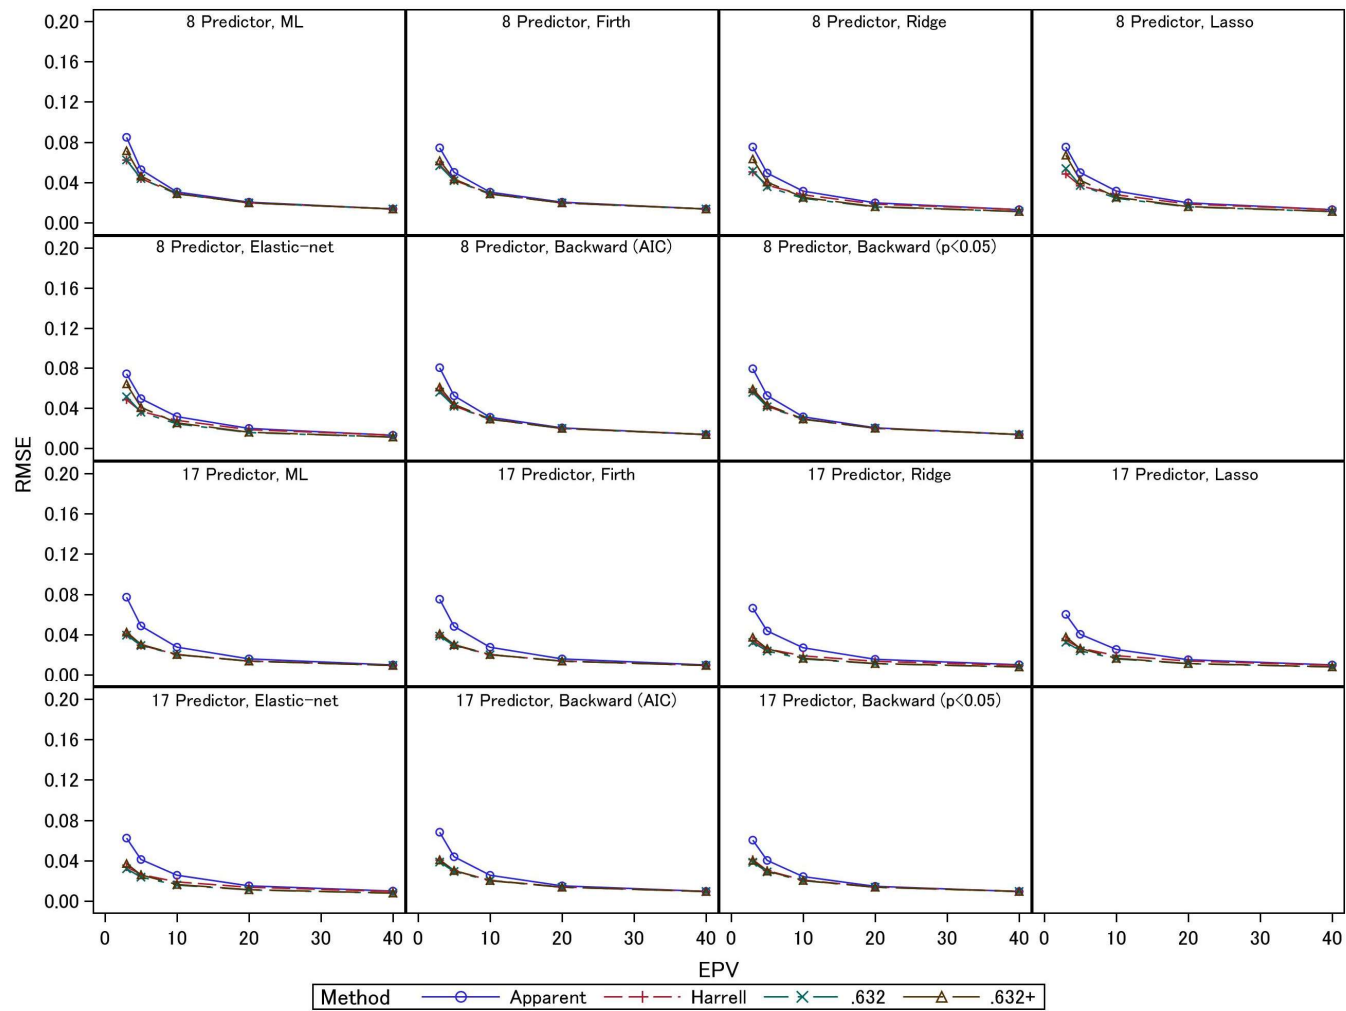 8 Predictor, ML
8 Predictor, Firth
8 Predictor, Ridge
8 Predictor, Lasso
0.20
0.16
0.12
0.08
0.04
0.00
8 Predictor, Elastic-net
8 Predictor, Backward (AIC)
8 Predictor, Backward (p<0.05)
0.20
0.16
0.12
0.08
0.04
0.00
RMSE
17 Predictor, ML
17 Predictor, Firth
17 Predictor, Ridge
17 Predictor, Lasso
0.20
0.16
0.12
0.08
0.04
0.00
17 Predictor, Elastic-net
17 Predictor, Backward (AIC)
17 Predictor, Backward (p<0.05)
0.20
0.16
0.12
0.08
0.04
0.00
0 10 20 30 40 0 10 20 30 40 0 10 20 30 40 0 10 20 30 40
EPV
Method Apparent Harrell .632 .632+